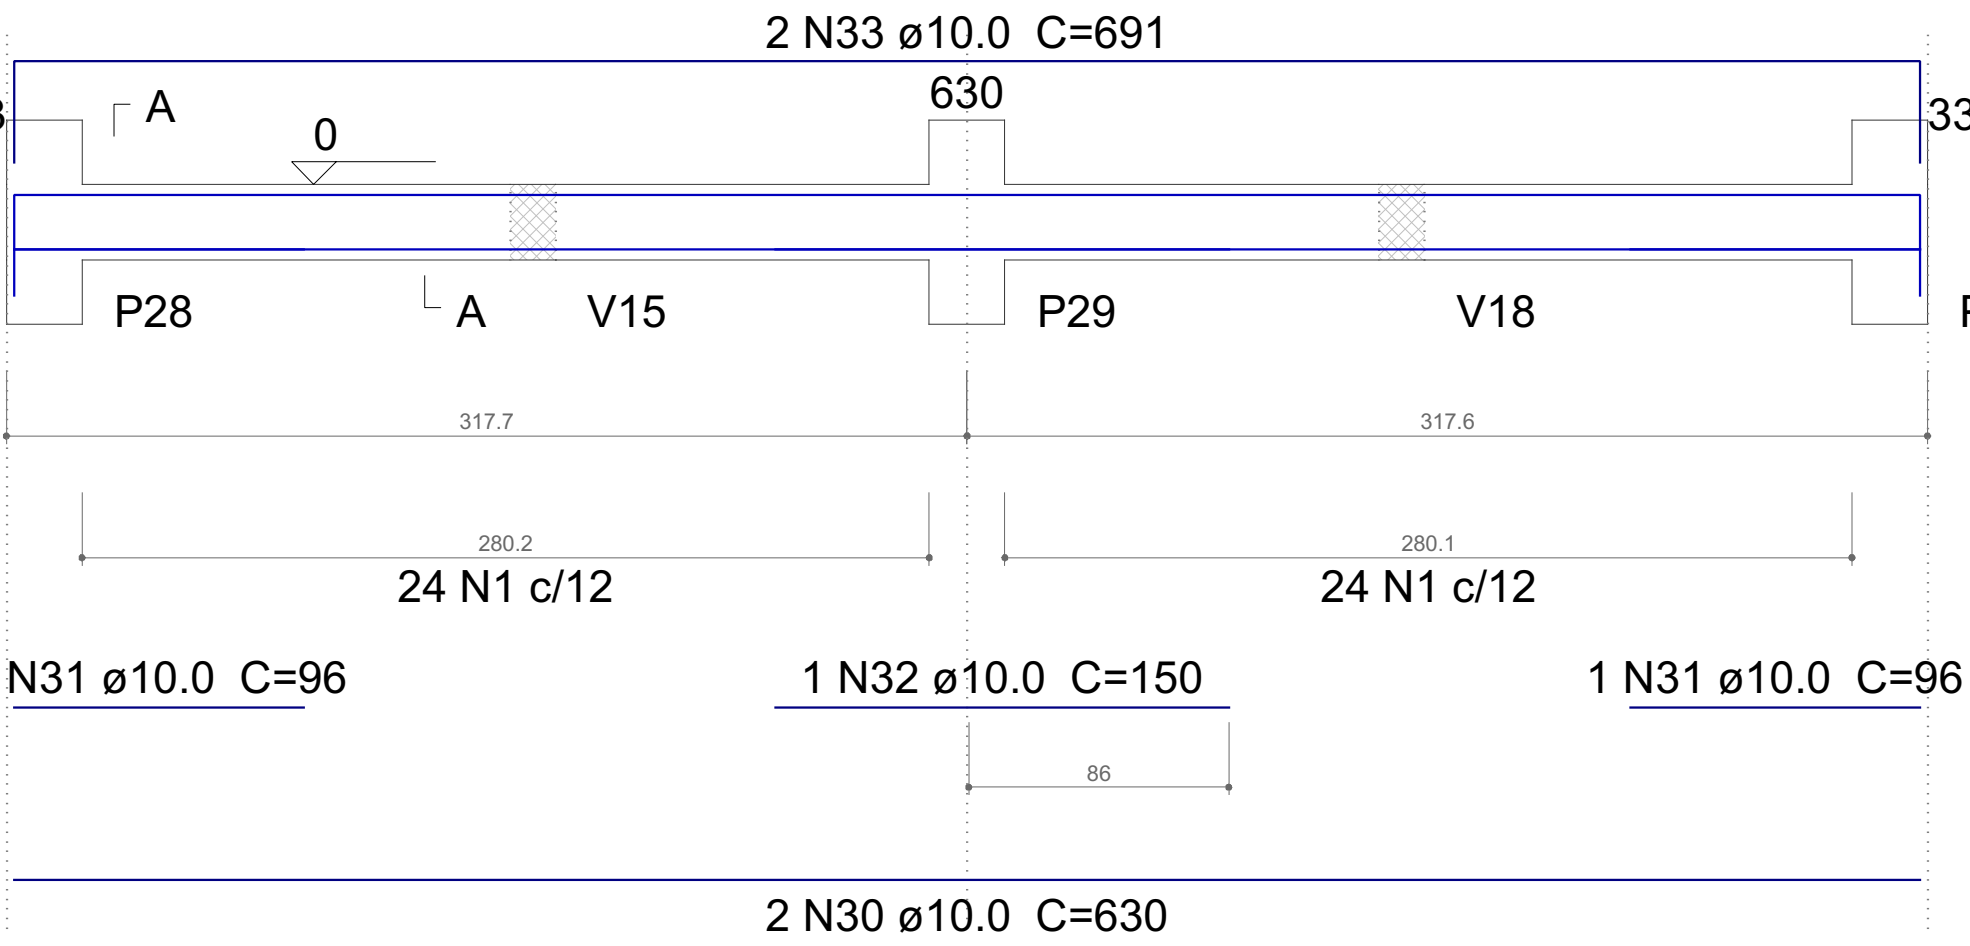 2 N33 ø10.0 C=691
630
A
33
0
P28
A
V15
P29
V18
317.7
317.6
280.2
280.1
24 N1 c/12
24 N1 c/12
N31 ø10.0 C=96
1 N32 ø10.0 C=150
1 N31 ø10.0 C=96
86
2 N30 ø10.0 C=630